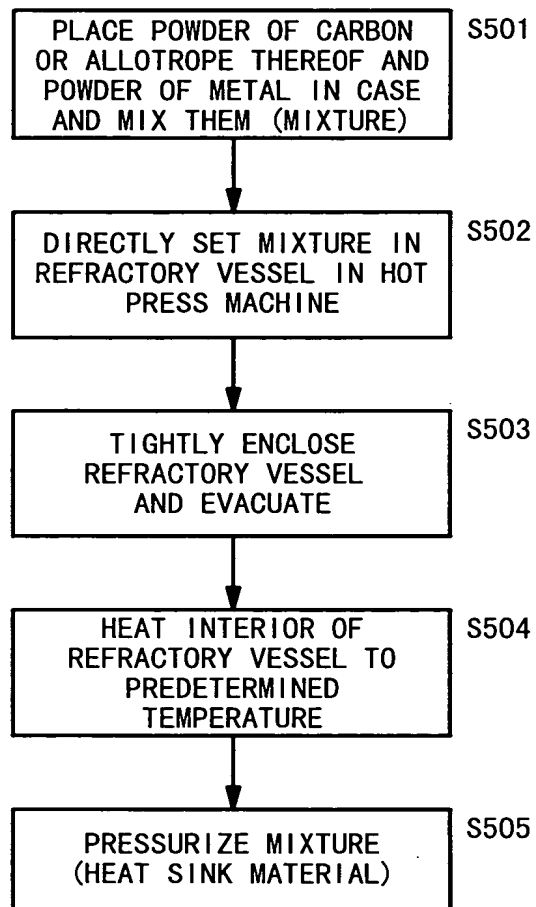 PLACE POWDER OF CARBON
OR ALLOTROPE THEREOF AND
POWDER OF METAL IN CASE
AND MIX THEM (MIXTURE)
S501
DIRECTLY SET MIXTURE IN
REFRACTORY VESSEL IN HOT
PRESS MACHINE
S502
TIGHTLY ENCLOSE
REFRACTORY VESSEL
AND EVACUATE
S503
HEAT INTERIOR OF
REFRACTORY VESSEL TO
PREDETERMINED
TEMPERATURE
S504
PRESSURIZE MIXTURE
(HEAT SINK MATERIAL)
S505